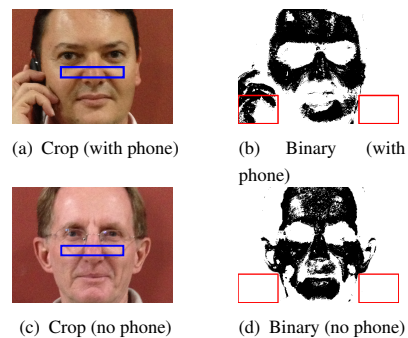 (a) Crop (with phone)
(b) Binary (with
phone)
(c) Crop (no phone)
(d) Binary (no phone)